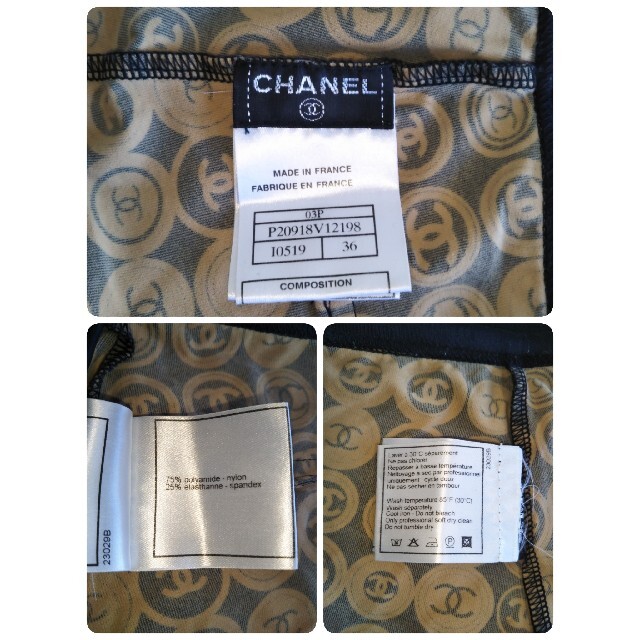 CHANEL
MADE IN FRANCE
FABRIQUE EN FRANCE
03P
P20918V12198
I0519 36
COMPOSITION
75% polyamide - nylon
25% elasthanne - spandex
23029B
Laver à 30°C séparément
Ne pas chlorer
Repasser à basse température
Nettoyage à sec par professionnel
uniquement cycle doux
Ne pas sécher en tambour
Wash temperature 85°F (30°C)
Wash separately
Cool iron - Do not bleach
Only professional soft dry clean
Do not tumble dry
23029B